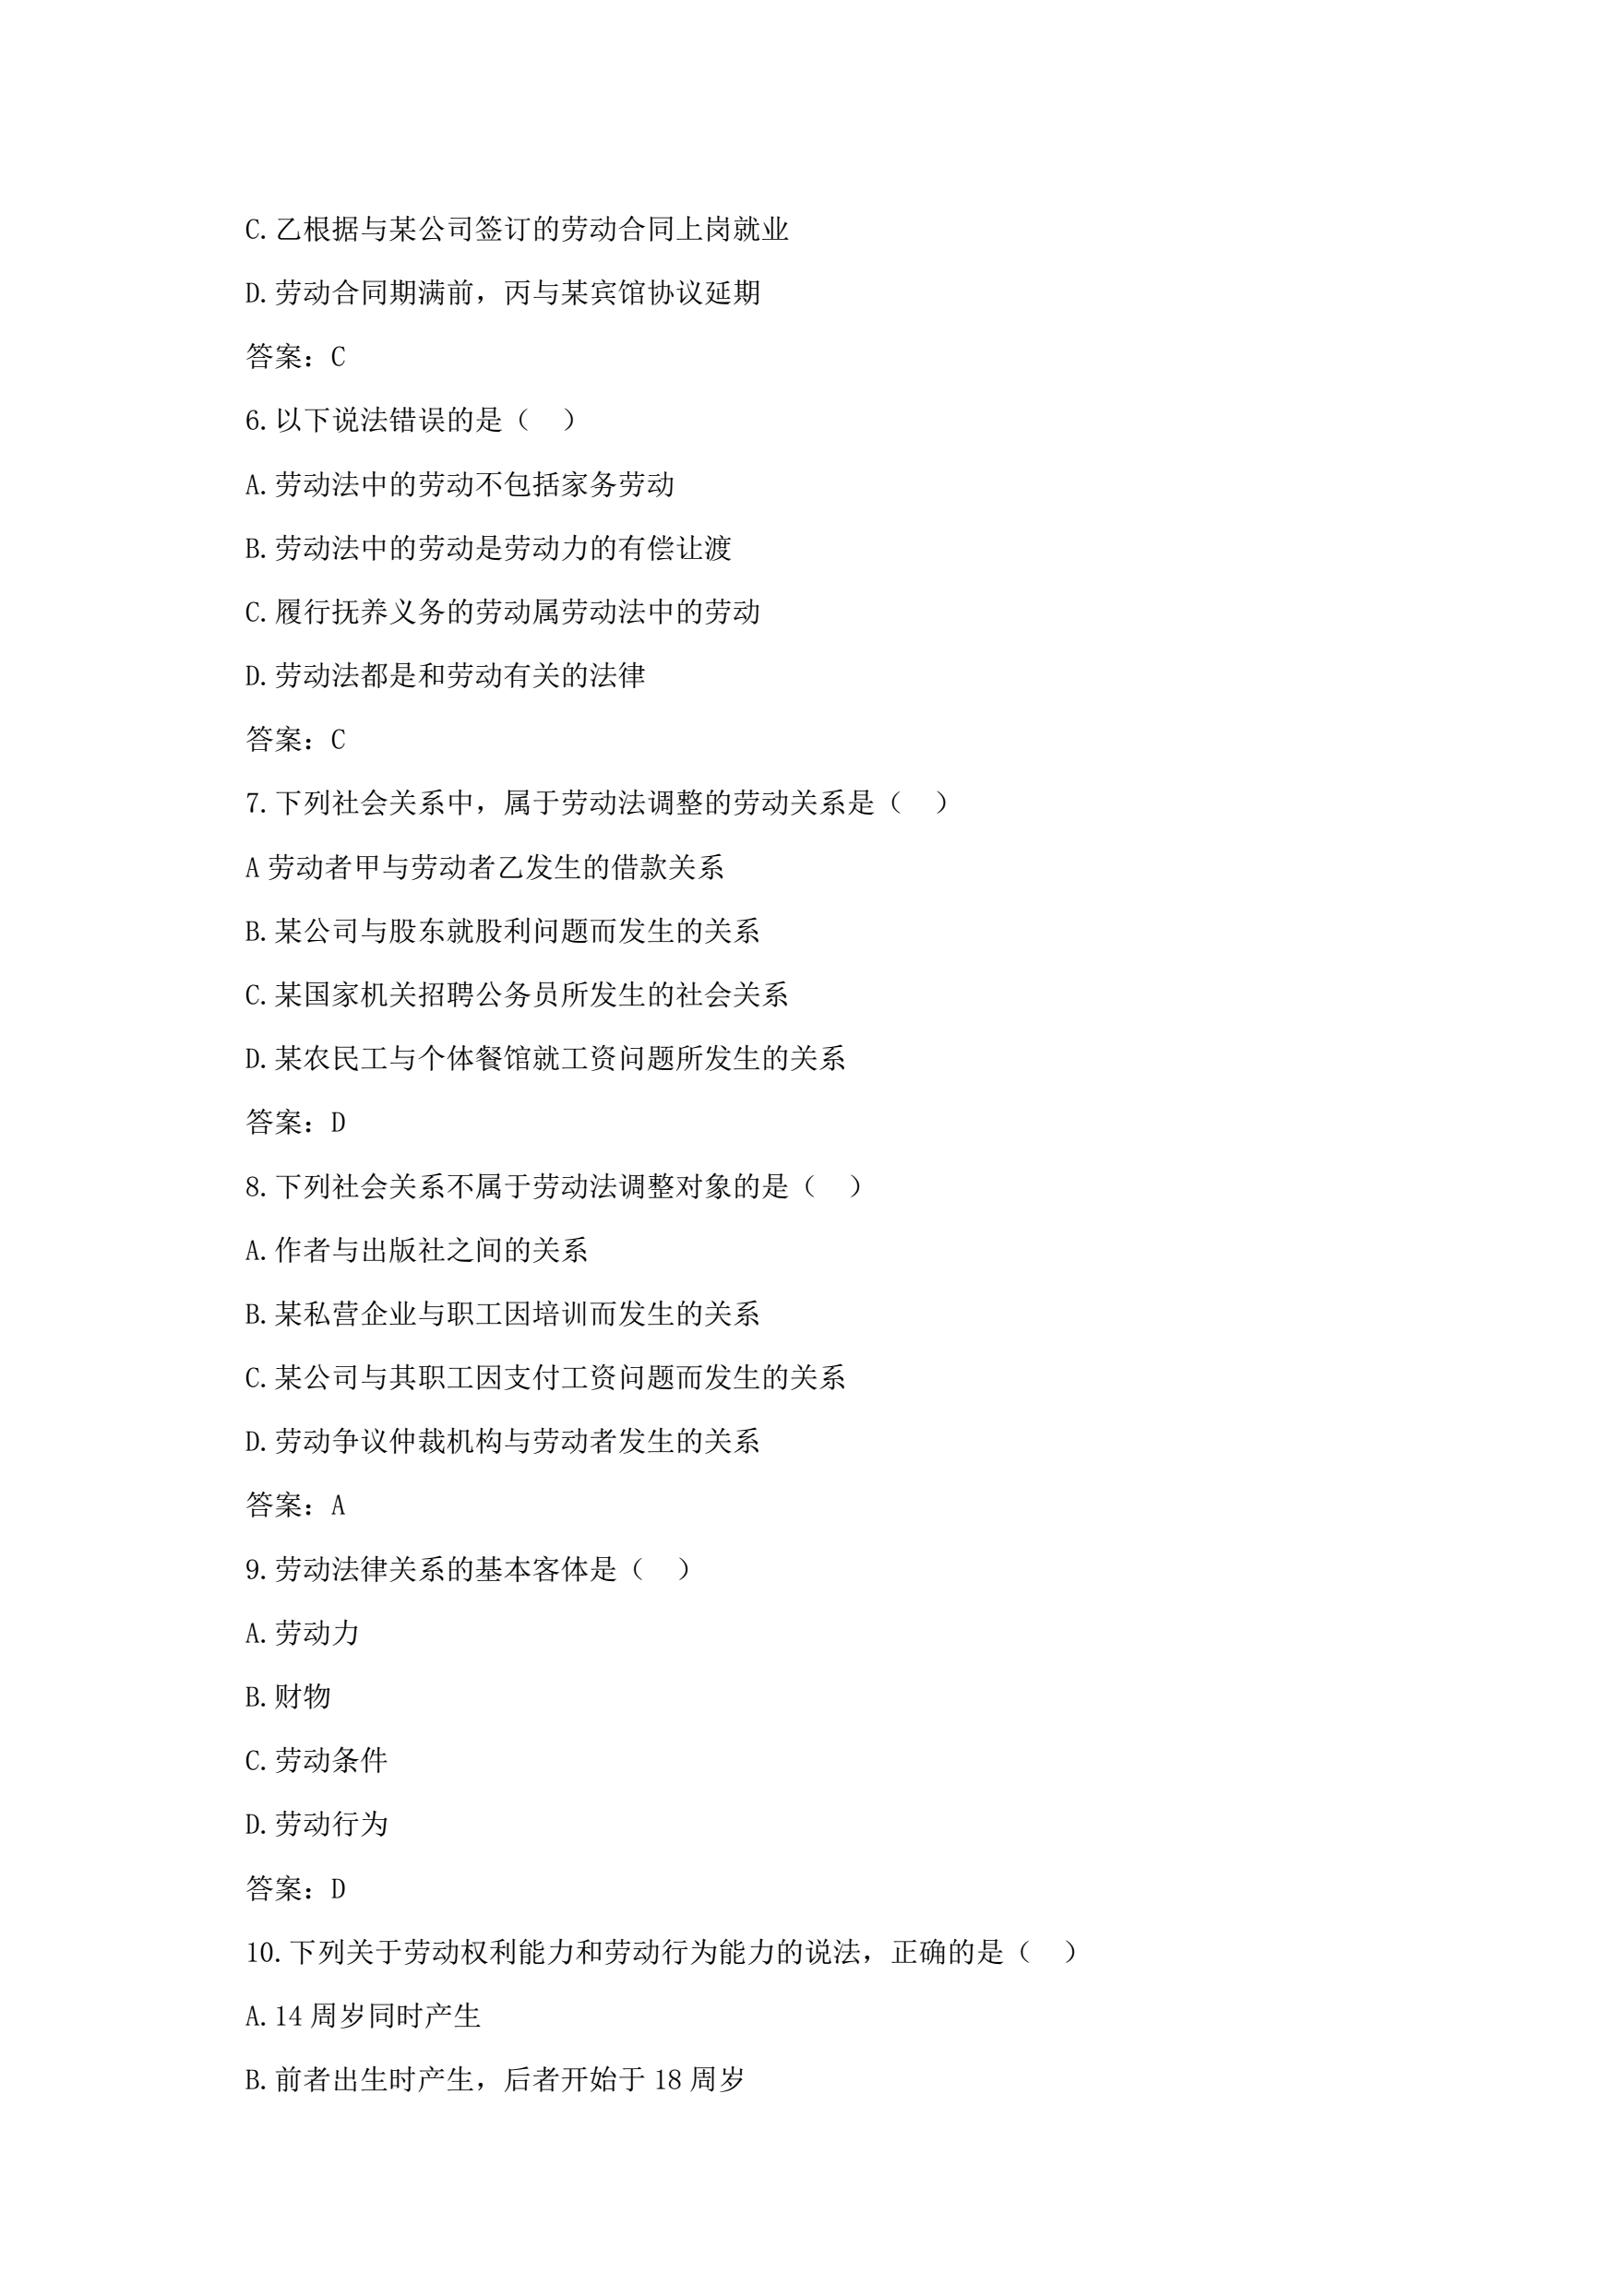 C.乙根据与某公司签订的劳动合同上岗就业
D.劳动合同期满前，丙与某宾馆协议延期
答案：C
6.以下说法错误的是（ ）
A.劳动法中的劳动不包括家务劳动
B.劳动法中的劳动是劳动力的有偿让渡
C.履行抚养义务的劳动属劳动法中的劳动
D.劳动法都是和劳动有关的法律
答案：C
7.下列社会关系中，属于劳动法调整的劳动关系是（ ）
A 劳动者甲与劳动者乙发生的借款关系
B.某公司与股东就股利问题而发生的关系
C.某国家机关招聘公务员所发生的社会关系
D.某农民工与个体餐馆就工资问题所发生的关系
答案：D
8.下列社会关系不属于劳动法调整对象的是（ ）
A.作者与出版社之间的关系
B.某私营企业与职工因培训而发生的关系
C.某公司与其职工因支付工资问题而发生的关系
D.劳动争议仲裁机构与劳动者发生的关系
答案：A
9.劳动法律关系的基本客体是（ ）
A.劳动力
B.财物
C.劳动条件
D.劳动行为
答案：D
10.下列关于劳动权利能力和劳动行为能力的说法，正确的是（ ）
A.14 周岁同时产生
B.前者出生时产生，后者开始于 18 周岁